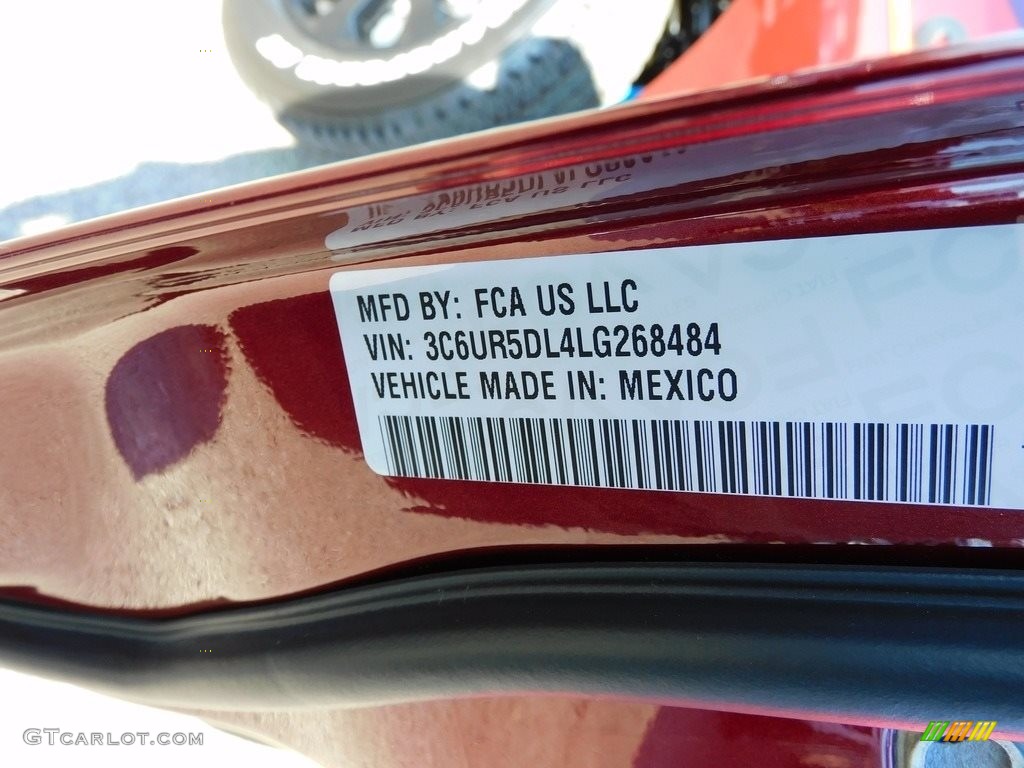 MFD BY: FCA US LLC
VIN: 3C6UR5DL4LG268484
VEHICLE MADE IN: MEXICO
GTCARLOT.COM